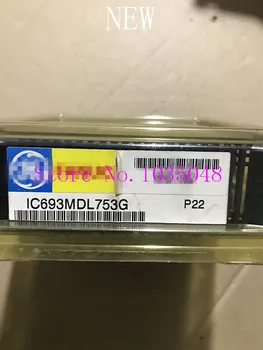 NEW
Store No.: 1035048
IC693MDL753G
P22